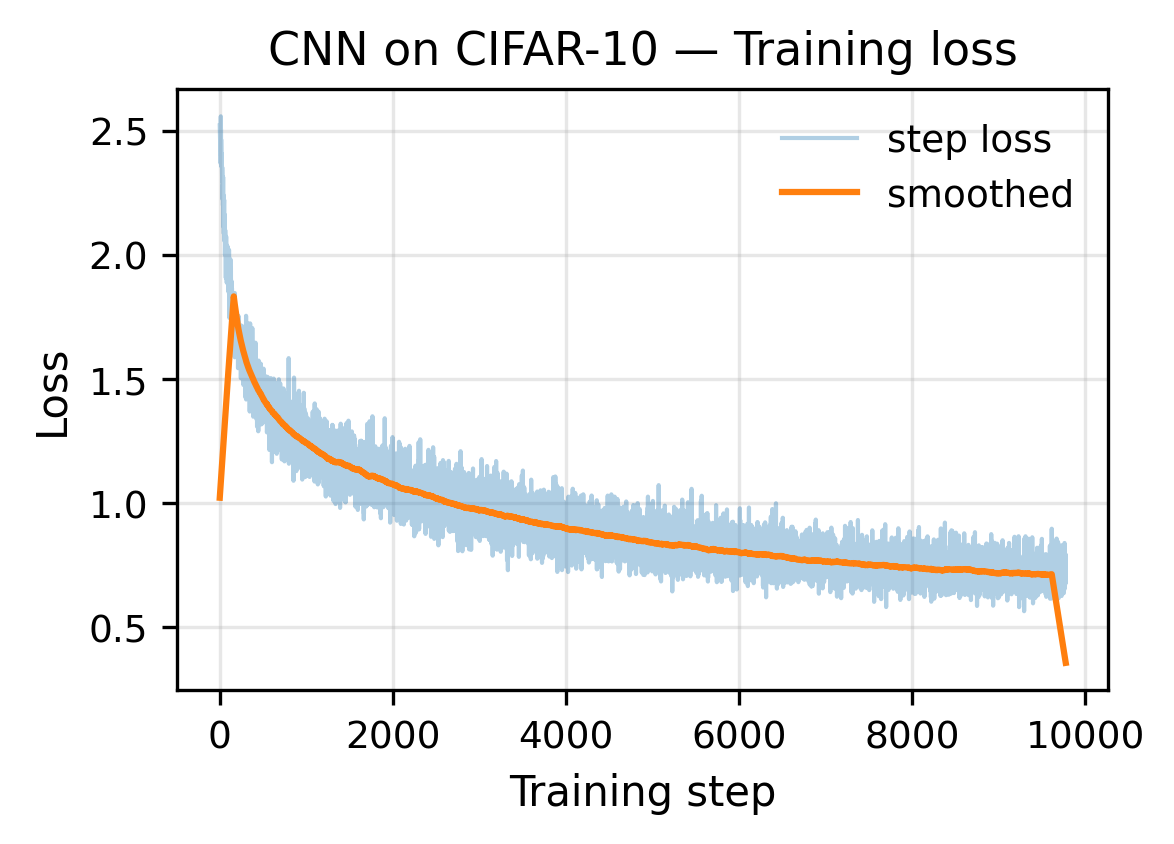 CNN on CIFAR-10 — Training loss
step loss
smoothed
Loss
2.5
2.0
1.5
1.0
0.5
0 2000 4000 6000 8000 10000
Training step